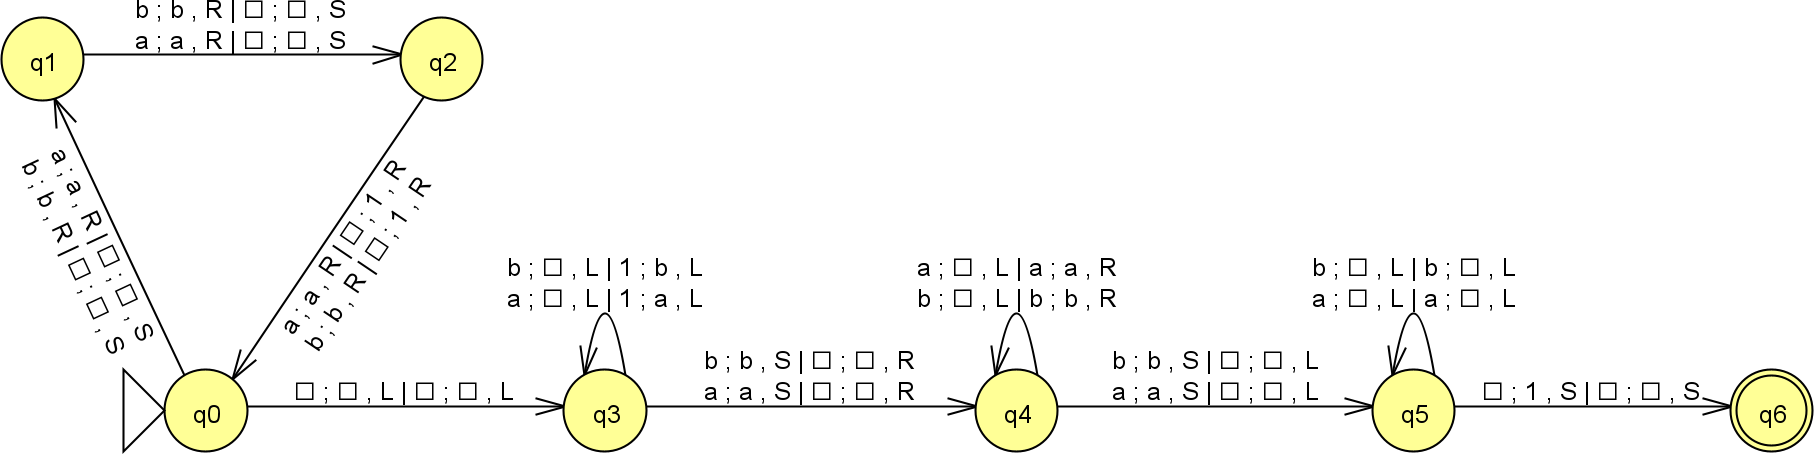 b ; b , R | □ ; □ , S
a ; a , R | □ ; □ , S
q1
q2
a ; a , R | □ ; □ , S
b ; b , R | □ ; □ , S
a ; a , R | □ ; 1 , R
b ; b , R | □ ; 1 , R
b ; □ , L | 1 ; b , L
a ; □ , L | 1 ; a , L
a ; □ , L | a ; a , R
b ; □ , L | b ; b , R
b ; □ , L | b ; □ , L
a ; □ , L | a ; □ , L
q0
□ ; □ , L | □ ; □ , L
q3
b ; b , S | □ ; □ , R
a ; a , S | □ ; □ , R
q4
b ; b , S | □ ; □ , L
a ; a , S | □ ; □ , L
q5
□ ; 1 , S | □ ; □ , S
q6